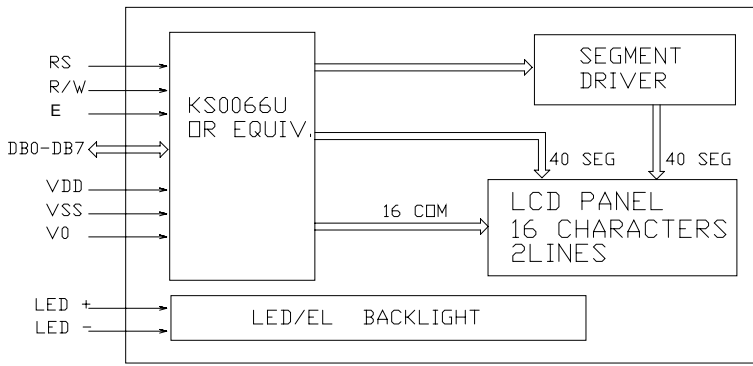 RS
R/W
E
DB0-DB7
VDD
VSS
V0
LED +
LED -
KS0066U
OR EQUIV.
SEGMENT
DRIVER
40 SEG
40 SEG
16 COM
LCD PANEL
16 CHARACTERS
2LINES
LED/EL BACKLIGHT